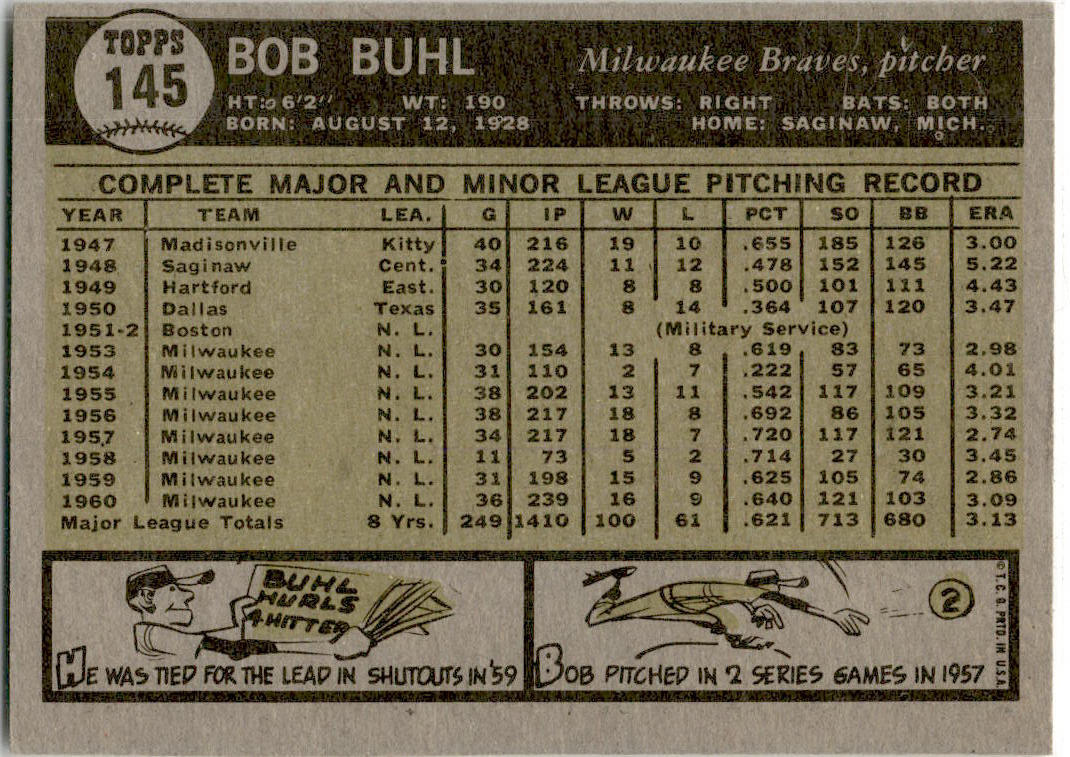 TOPPS
145
BOB BUHL
Milwaukee Braves, pitcher
HT: 6'2" WT: 190 THROWS: RIGHT BATS: BOTH
BORN: AUGUST 12, 1928 HOME: SAGINAW, MICH.
COMPLETE MAJOR AND MINOR LEAGUE PITCHING RECORD
YEAR TEAM LEA. G IP W L PCT SO BB ERA
1947 Madisonville Kitty 40 216 19 10 .655 185 126 3.00
1948 Saginaw Cent. 34 224 11 12 .478 152 145 5.22
1949 Hartford East. 30 120 8 8 .500 101 111 4.43
1950 Dallas Texas 35 161 8 14 .364 107 120 3.47
1951-2 Boston N. L. (Military Service)
1953 Milwaukee N. L. 30 154 13 8 .619 83 73 2.98
1954 Milwaukee N. L. 31 110 2 7 .222 57 65 4.01
1955 Milwaukee N. L. 38 202 13 11 .542 117 109 3.21
1956 Milwaukee N. L. 38 217 18 8 .692 86 105 3.32
1957 Milwaukee N. L. 34 217 18 7 .720 117 121 2.74
1958 Milwaukee N. L. 11 73 5 2 .714 27 30 3.45
1959 Milwaukee N. L. 31 198 15 9 .625 105 74 2.86
1960 Milwaukee N. L. 36 239 16 9 .640 121 103 3.09
Major League Totals 8 Yrs. 249 1410 100 61 .621 713 680 3.13
BUHL
HURLS
4 HITTER
HE WAS TIED FOR THE LEAD IN SHUTOUTS IN '59
2
BOB PITCHED IN 2 SERIES GAMES IN 1957
© T.C.G. PRTD. IN U.S.A.